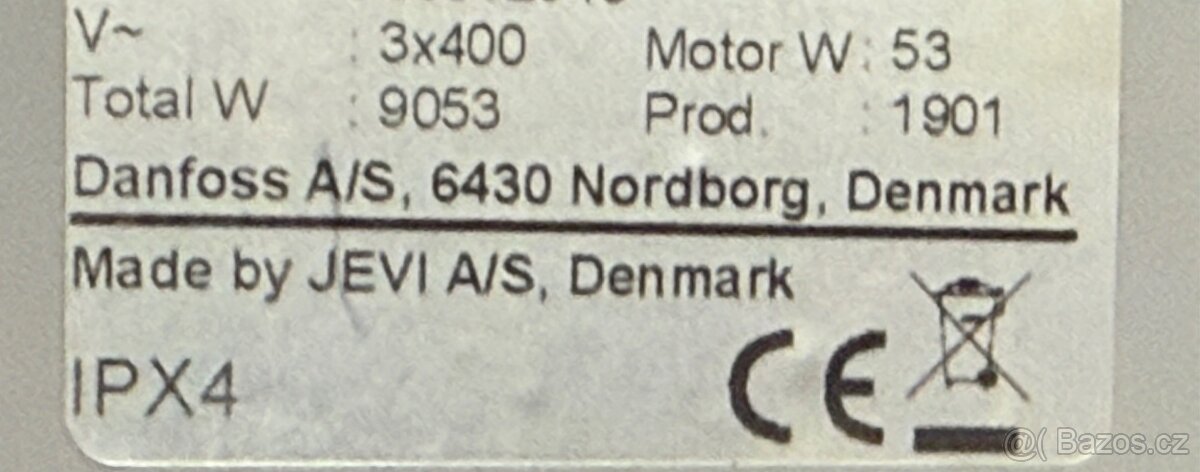 V~ : 3x400 Motor W: 53
Total W : 9053 Prod. : 1901
Danfoss A/S, 6430 Nordborg, Denmark
Made by JEVI A/S, Denmark
IPX4
CE
@( Bazos.cz